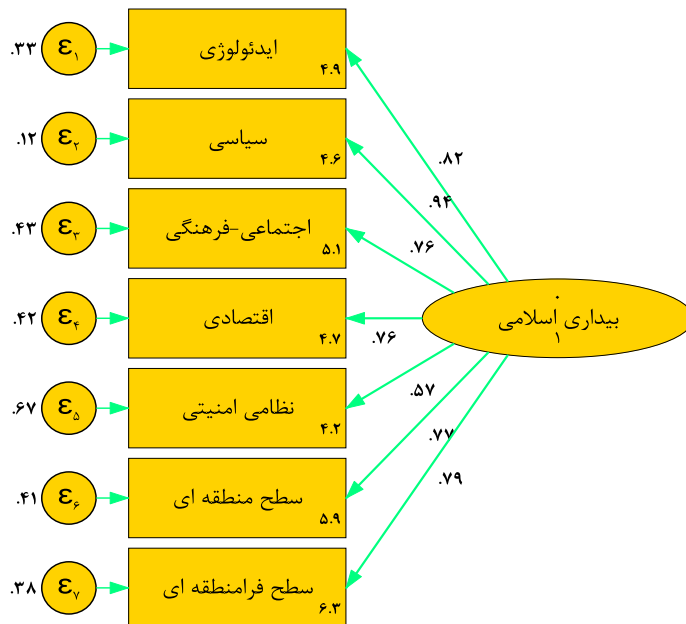 .۳۳ ε۱ ایدئولوژی ۴.۹
.۱۲ ε۲ سیاسی ۴.۶
.۴۳ ε۳ اجتماعی-فرهنگی ۵.۱
.۴۲ ε۴ اقتصادی ۴.۷
.۶۷ ε۵ نظامی امنیتی ۴.۲
.۴۱ ε۶ سطح منطقه ای ۵.۹
.۳۸ ε۷ سطح فرامنطقه ای ۶.۳
.۸۲
.۹۴
.۷۶
.۷۶
.۵۷
.۷۷
.۷۹
۰
بیداری اسلامی
۱